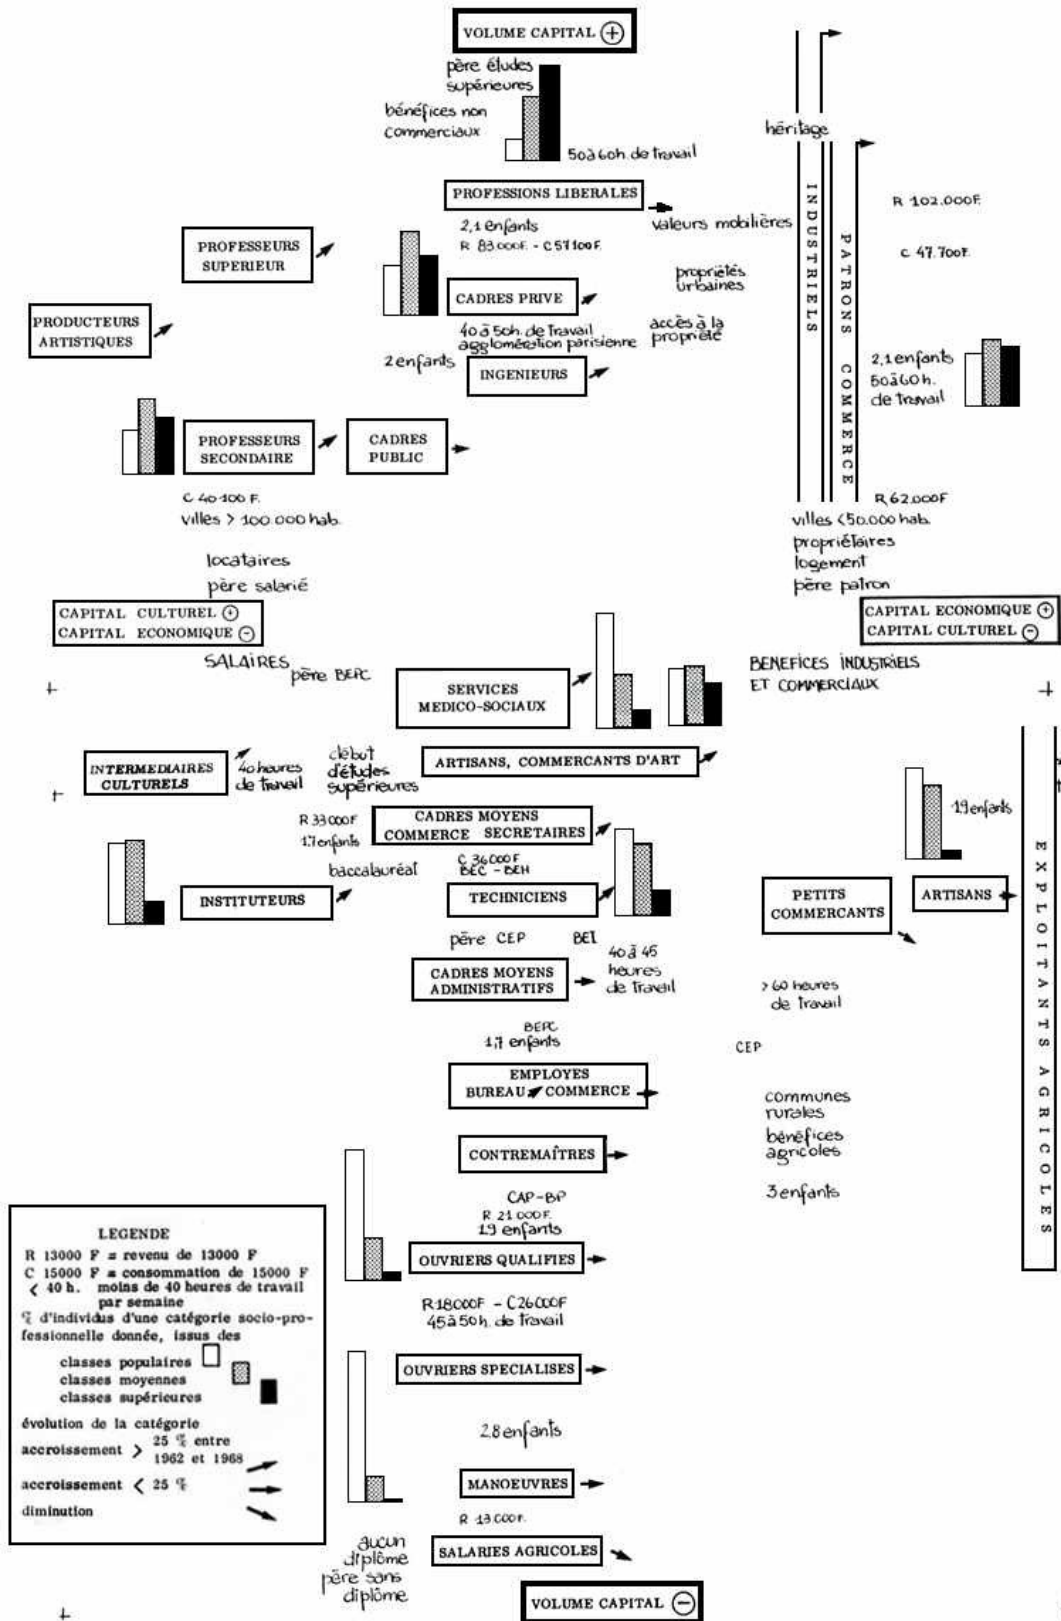 VOLUME CAPITAL +
père études
supérieures
bénéfices non
commerciaux
50 à 60h. de travail
héritage
PROFESSIONS LIBERALES
2,1 enfants
R 83000F. - C 57100F.
valeurs mobilières
INDUSTRIELS
PATRONS COMMERCE
R 102.000F.
C 47.700F.
PROFESSEURS
SUPERIEUR
CADRES PRIVE
propriétés
urbaines
PRODUCTEURS
ARTISTIQUES
40 à 50h. de travail
agglomération parisienne
accès à la
propriété
2 enfants
INGENIEURS
2,1 enfants
50 à 60h.
de travail
PROFESSEURS
SECONDAIRE
CADRES
PUBLIC
C 40 100 F.
villes > 100 000 hab.
R 62.000F
villes < 50.000 hab.
propriétaires
logement
père patron
locataires
père salarié
CAPITAL CULTUREL +
CAPITAL ECONOMIQUE -
CAPITAL ECONOMIQUE +
CAPITAL CULTUREL -
SALAIRES
père BEPC
SERVICES
MEDICO-SOCIAUX
BENEFICES INDUSTRIELS
ET COMMERCIAUX
INTERMEDIAIRES
CULTURELS
40 heures
de travail
début
d'études
supérieures
ARTISANS, COMMERCANTS D'ART
R 33000F
1,7 enfants
CADRES MOYENS
COMMERCE SECRETAIRES
1,9 enfants
baccalauréat
C 36000F
BEC - BEH
INSTITUTEURS
TECHNICIENS
PETITS
COMMERCANTS
ARTISANS
EXPLOITANTS AGRICOLES
père CEP
BEI
CADRES MOYENS
ADMINISTRATIFS
40 à 45
heures
de travail
> 60 heures
de travail
BEPC
1,7 enfants
CEP
EMPLOYES
BUREAU COMMERCE
communes
rurales
bénéfices
agricoles
CONTREMAÎTRES
3 enfants
CAP-BP
R 21 000F.
1,9 enfants
OUVRIERS QUALIFIES
R 18000F - C 26000F
45 à 50h. de travail
OUVRIERS SPECIALISES
2,8 enfants
MANOEUVRES
R 13.000F.
aucun
diplôme
père sans
diplôme
SALARIES AGRICOLES
VOLUME CAPITAL -
LEGENDE
R 13000 F = revenu de 13000 F
C 15000 F = consommation de 15000 F
< 40 h. moins de 40 heures de travail
par semaine
% d'individus d'une catégorie socio-pro-
fessionnelle donnée, issus des
classes populaires
classes moyennes
classes supérieures
évolution de la catégorie
accroissement > 25 % entre
1962 et 1968
accroissement < 25 %
diminution